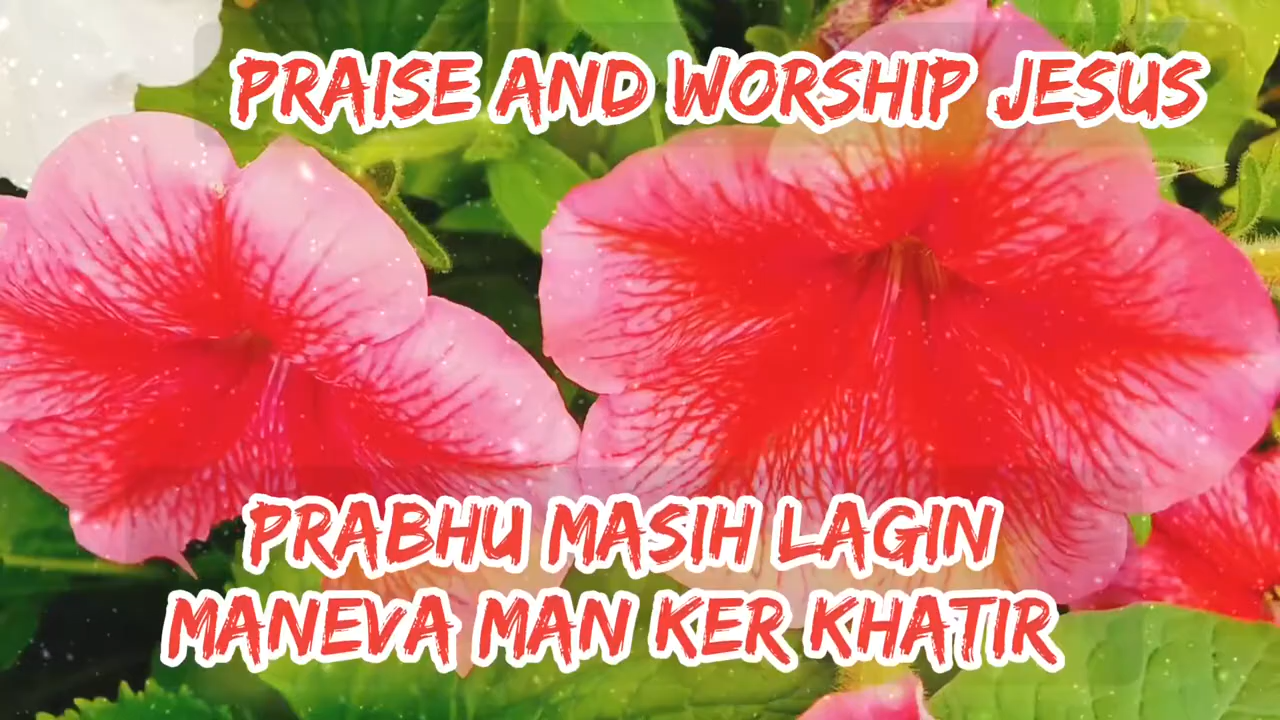 PRAISE AND WORSHIP JESUS
PRABHU MASIH LAGIN
MANEVA MAN KER KHATIR